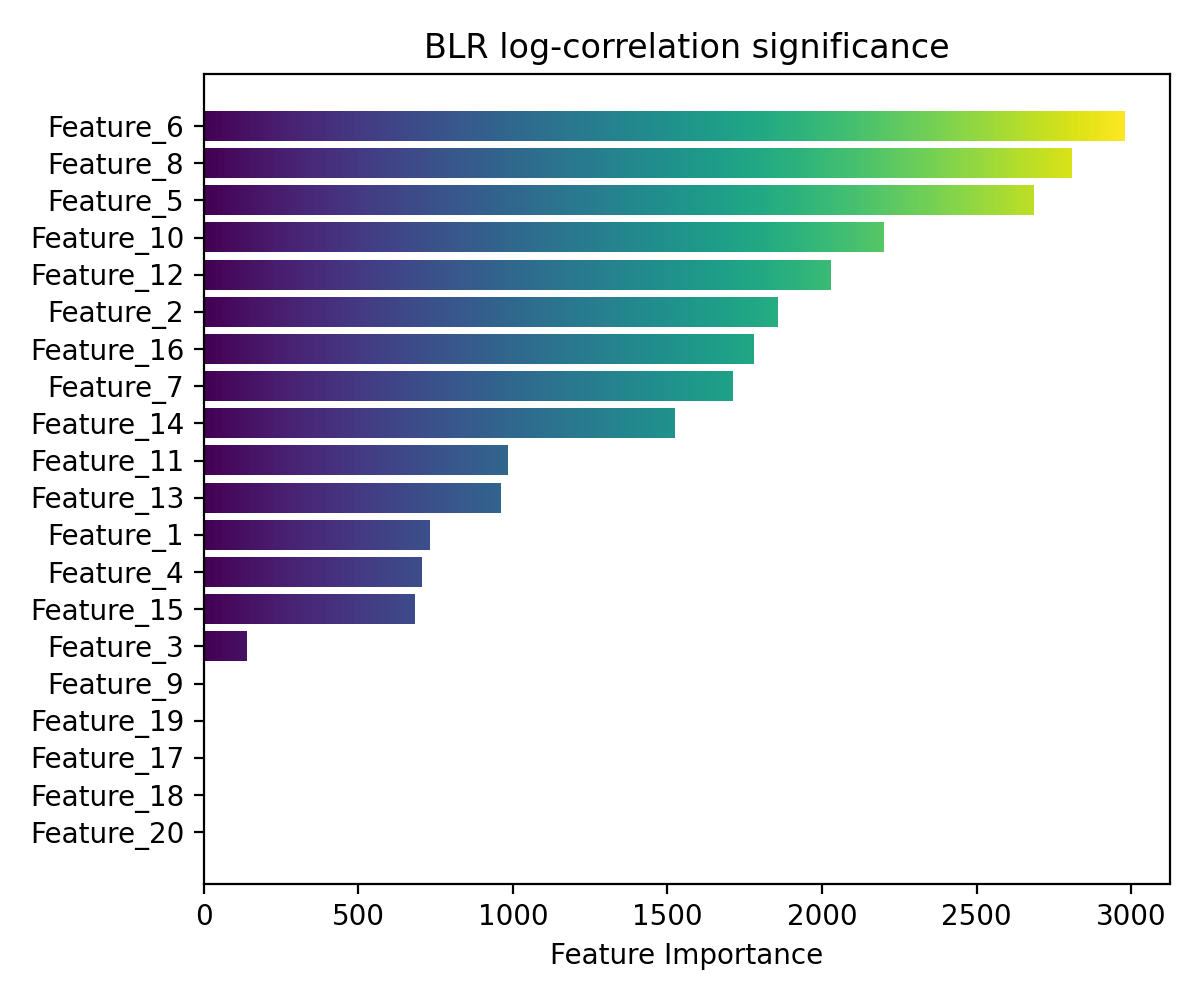 BLR log-correlation significance
Feature_6
Feature_8
Feature_5
Feature_10
Feature_12
Feature_2
Feature_16
Feature_7
Feature_14
Feature_11
Feature_13
Feature_1
Feature_4
Feature_15
Feature_3
Feature_9
Feature_19
Feature_17
Feature_18
Feature_20
0 500 1000 1500 2000 2500 3000
Feature Importance